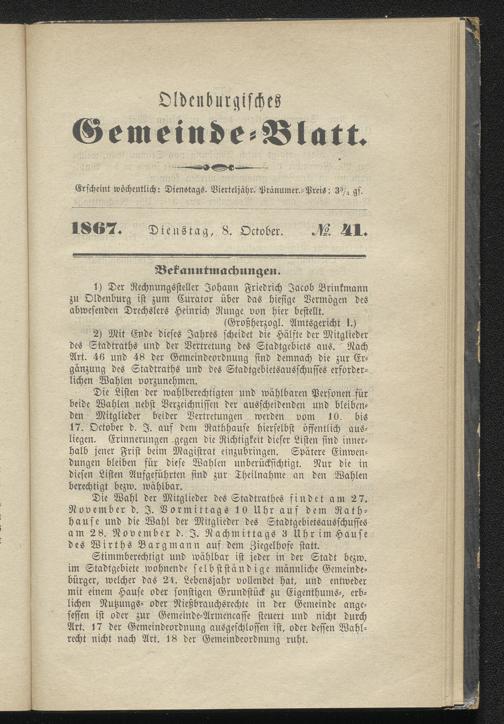 Oldenburgisches
Gemeinde-Blatt.
Erscheint wöchentlich: Dienstags. Vierteljähr. Pränumer.-Preis: 3¾ gſ.
1867. Dienstag, 8. October. № 41.
Bekanntmachungen.
1) Der Rechnungssteller Johann Friedrich Jacob Brinkmann
zu Oldenburg ist zum Curator über das hiesige Vermögen des
abwesenden Drechslers Heinrich Runge von hier bestellt.
(Großherzogl. Amtsgericht I.)
2) Mit Ende dieses Jahres scheidet die Hälfte der Mitglieder
des Stadtraths und der Vertretung des Stadtgebiets aus. Nach
Art. 46 und 48 der Gemeindeordnung sind demnach die zur Er-
gänzung des Stadtraths und des Stadtgebietsausschusses erforder-
lichen Wahlen vorzunehmen.
Die Listen der wahlberechtigten und wählbaren Personen für
beide Wahlen nebst Verzeichnissen der ausscheidenden und bleiben-
den Mitglieder beider Vertretungen werden vom 10 bis
17. October d. J. auf dem Rathhause hierselbst öffentlich aus-
liegen. Erinnerungen gegen die Richtigkeit dieser Listen sind inner-
halb jener Frist beim Magistrat einzubringen. Spätere Einwen-
dungen bleiben für diese Wahlen unberücksichtigt. Nur die in
diesen Listen Aufgeführten sind zur Theilnahme an den Wahlen
berechtigt bezw. wählbar.
Die Wahl der Mitglieder des Stadtrathes findet am 27.
November d. J. Vormittags 10 Uhr auf dem Rath-
hause und die Wahl der Mitglieder des Stadtgebietsausschusses
am 28. November d. J. Nachmittags 3 Uhr im Hause
des Wirths Bargmann auf dem Ziegelhofe statt.
Stimmberechtigt und wählbar ist jeder in der Stadt bezw.
im Stadtgebiete wohnende selbstständige männliche Gemeinde-
bürger, welcher das 24. Lebensjahr vollendet hat, und entweder
mit einem Hause oder sonstigen Grundstück zu Eigenthums-, erb-
lichen Nutzungs- oder Nießbrauchsrechte in der Gemeinde ange-
sessen ist oder zur Gemeinde-Armencasse steuert und nicht durch
Art. 17 der Gemeindeordnung ausgeschlossen ist, oder dessen Wahl-
recht nicht nach Art. 18 der Gemeindeordnung ruht.